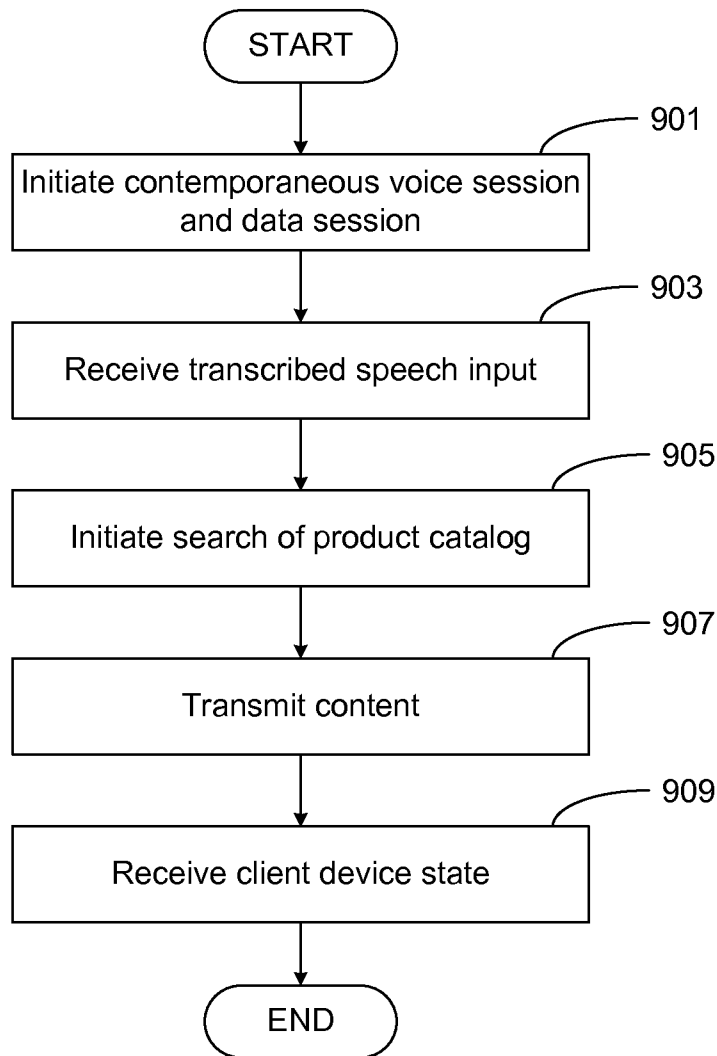 START
901
Initiate contemporaneous voice session
and data session
903
Receive transcribed speech input
905
Initiate search of product catalog
907
Transmit content
909
Receive client device state
END